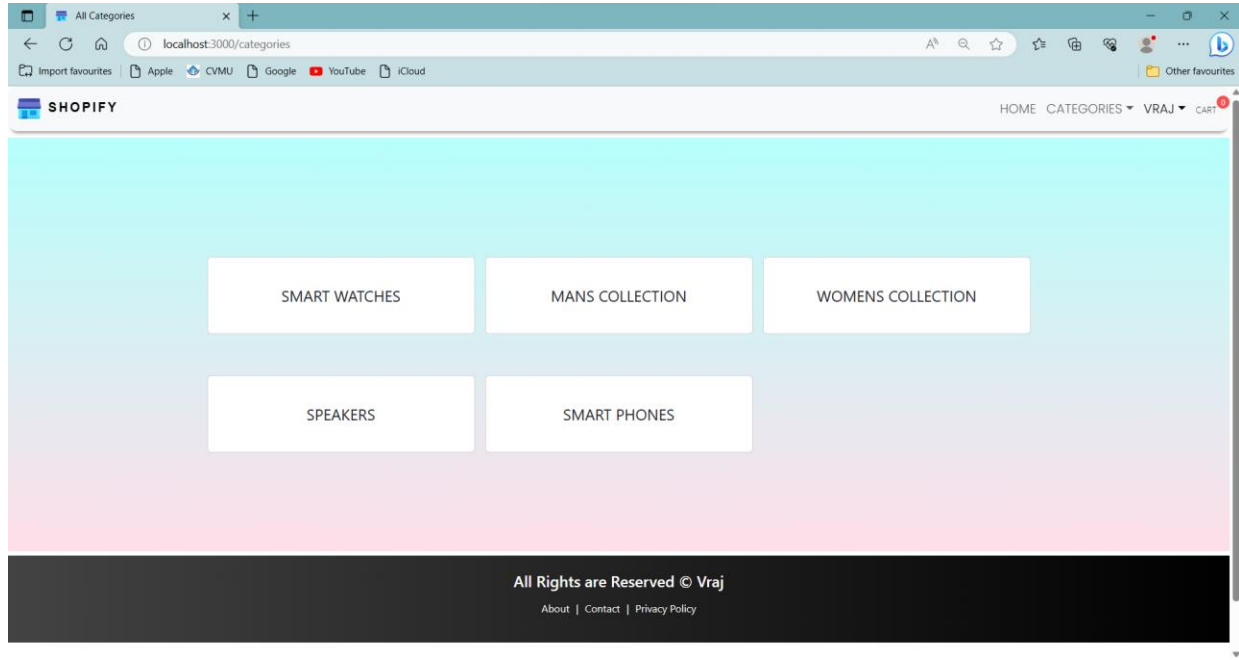 All Categories
localhost:3000/categories
Import favourites Apple CVMU Google YouTube iCloud Other favourites
SHOPIFY HOME CATEGORIES VRAJ CART 0
SMART WATCHES MANS COLLECTION WOMENS COLLECTION
SPEAKERS SMART PHONES
All Rights are Reserved © Vraj
About | Contact | Privacy Policy